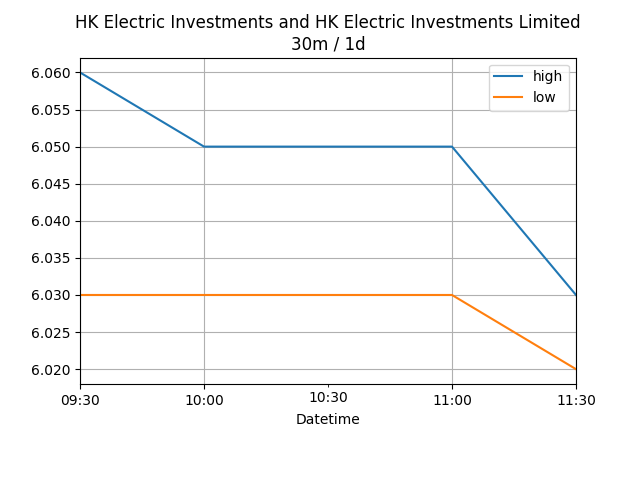 HK Electric Investments and HK Electric Investments Limited
30m / 1d
high
low
6.060
6.055
6.050
6.045
6.040
6.035
6.030
6.025
6.020
09:30 10:00 10:30 11:00 11:30
Datetime